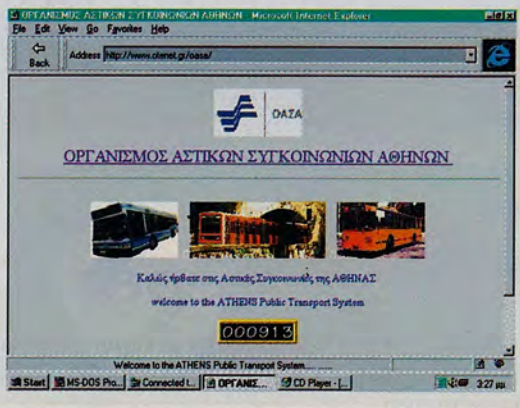 ΟΡΓΑΝΙΣΜΟΣ ΑΣΤΙΚΩΝ ΣΥΓΚΟΙΝΩΝΙΩΝ ΑΘΗΝΩΝ - Microsoft Internet Explorer
File Edit View Go Favorites Help
Back
Address http://www.otenet.gr/oasa/
ΟΑΣΑ
ΟΡΓΑΝΙΣΜΟΣ ΑΣΤΙΚΩΝ ΣΥΓΚΟΙΝΩΝΙΩΝ ΑΘΗΝΩΝ
Καλώς ήρθατε στις Αστικές Συγκοινωνίες της ΑΘΗΝΑΣ
welcome to the ATHENS Public Transport System
000913
Welcome to the ATHENS Public Transport System......
Start MS-DOS Pro... Connected t... ΟΡΓΑΝΙΣ... CD Player - [... 3:27 μμ